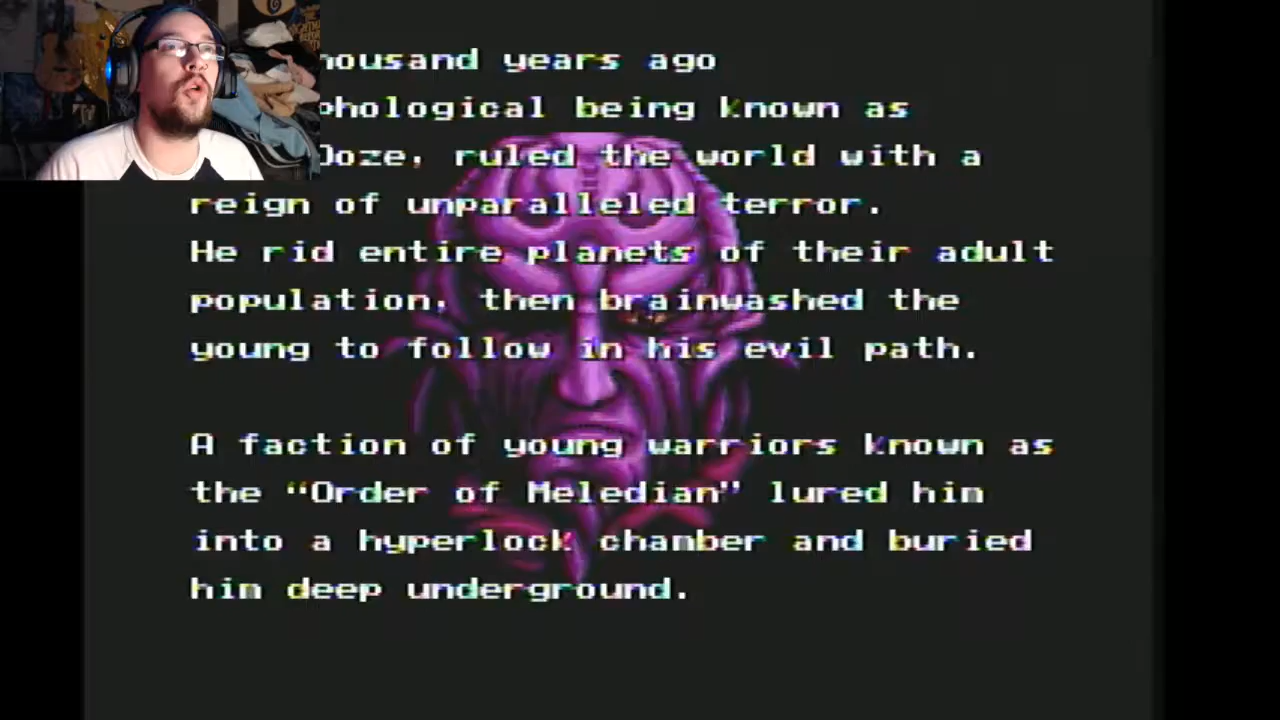 housand years ago
phological being known as
Ooze, ruled the world with a
reign of unparalleled terror.
He rid entire planets of their adult
population, then brainwashed the
young to follow in his evil path.
A faction of young warriors known as
the “Order of Meledian” lured him
into a hyperlock chamber and buried
him deep underground.